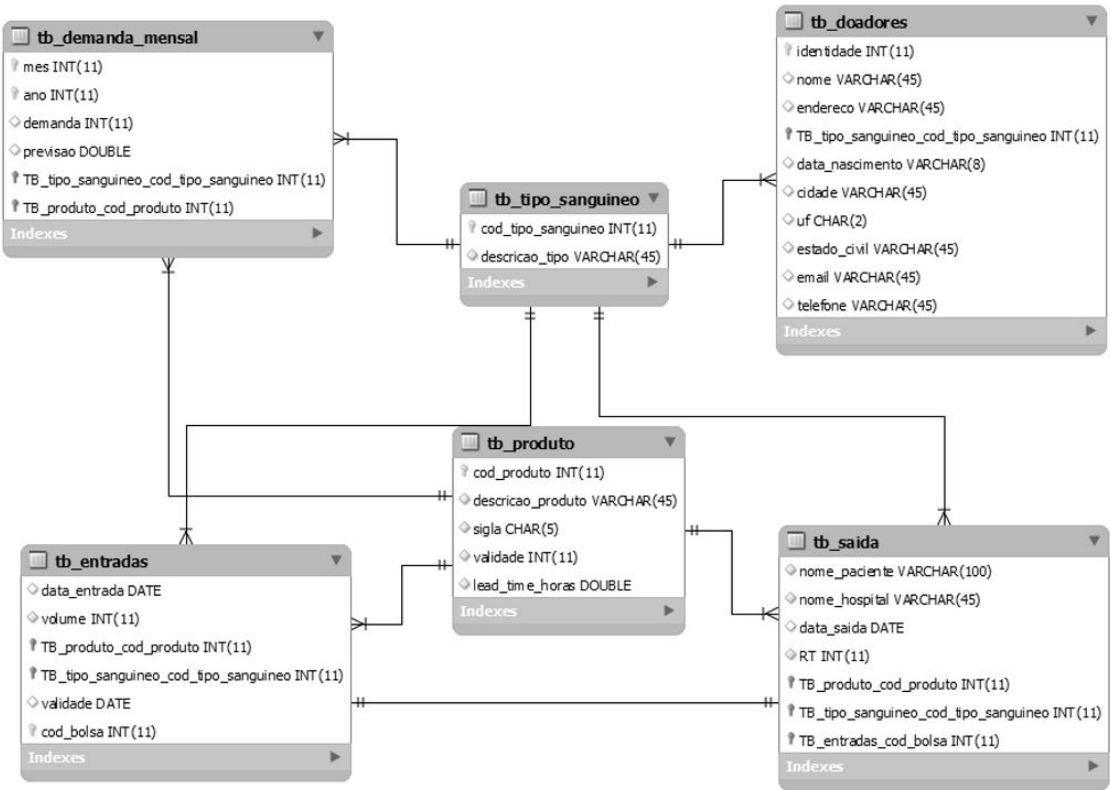 tb_demanda_mensal
mes INT(11)
ano INT(11)
demanda INT(11)
previsao DOUBLE
TB_tipo_sanguineo_cod_tipo_sanguineo INT(11)
TB_produto_cod_produto INT(11)
Indexes
tb_doadores
identidade INT(11)
nome VARCHAR(45)
endereco VARCHAR(45)
TB_tipo_sanguineo_cod_tipo_sanguineo INT(11)
data_nascimento VARCHAR(8)
cidade VARCHAR(45)
uf CHAR(2)
estado_civil VARCHAR(45)
email VARCHAR(45)
telefone VARCHAR(45)
Indexes
tb_tipo_sanguineo
cod_tipo_sanguineo INT(11)
descricao_tipo VARCHAR(45)
Indexes
tb_produto
cod_produto INT(11)
descricao_produto VARCHAR(45)
sigla CHAR(5)
validade INT(11)
lead_time_horas DOUBLE
Indexes
tb_entradas
data_entrada DATE
volume INT(11)
TB_produto_cod_produto INT(11)
TB_tipo_sanguineo_cod_tipo_sanguineo INT(11)
validade DATE
cod_bolsa INT(11)
Indexes
tb_saida
nome_paciente VARCHAR(100)
nome_hospital VARCHAR(45)
data_saida DATE
RT INT(11)
TB_produto_cod_produto INT(11)
TB_tipo_sanguineo_cod_tipo_sanguineo INT(11)
TB_entradas_cod_bolsa INT(11)
Indexes